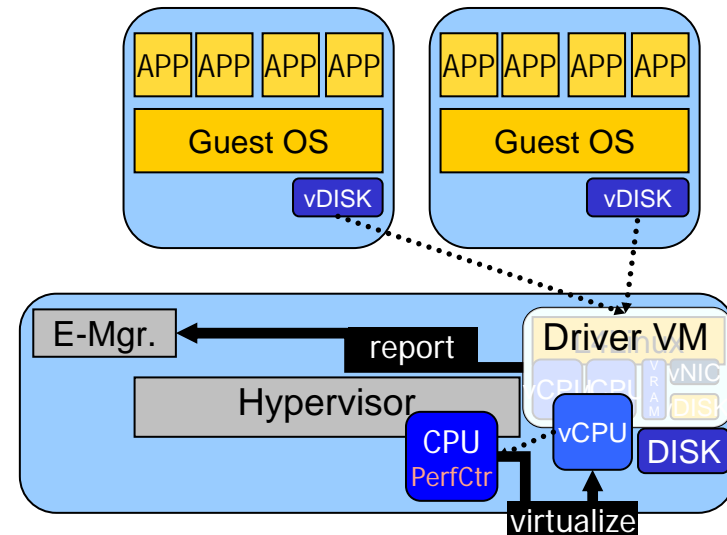 APP APP APP APP
APP APP APP APP
Guest OS
Guest OS
vDISK
vDISK
E-Mgr.
report
Driver VM
vNIC
VRAM
Hypervisor
CPU
PerfCtr
vCPU
DISK
virtualize